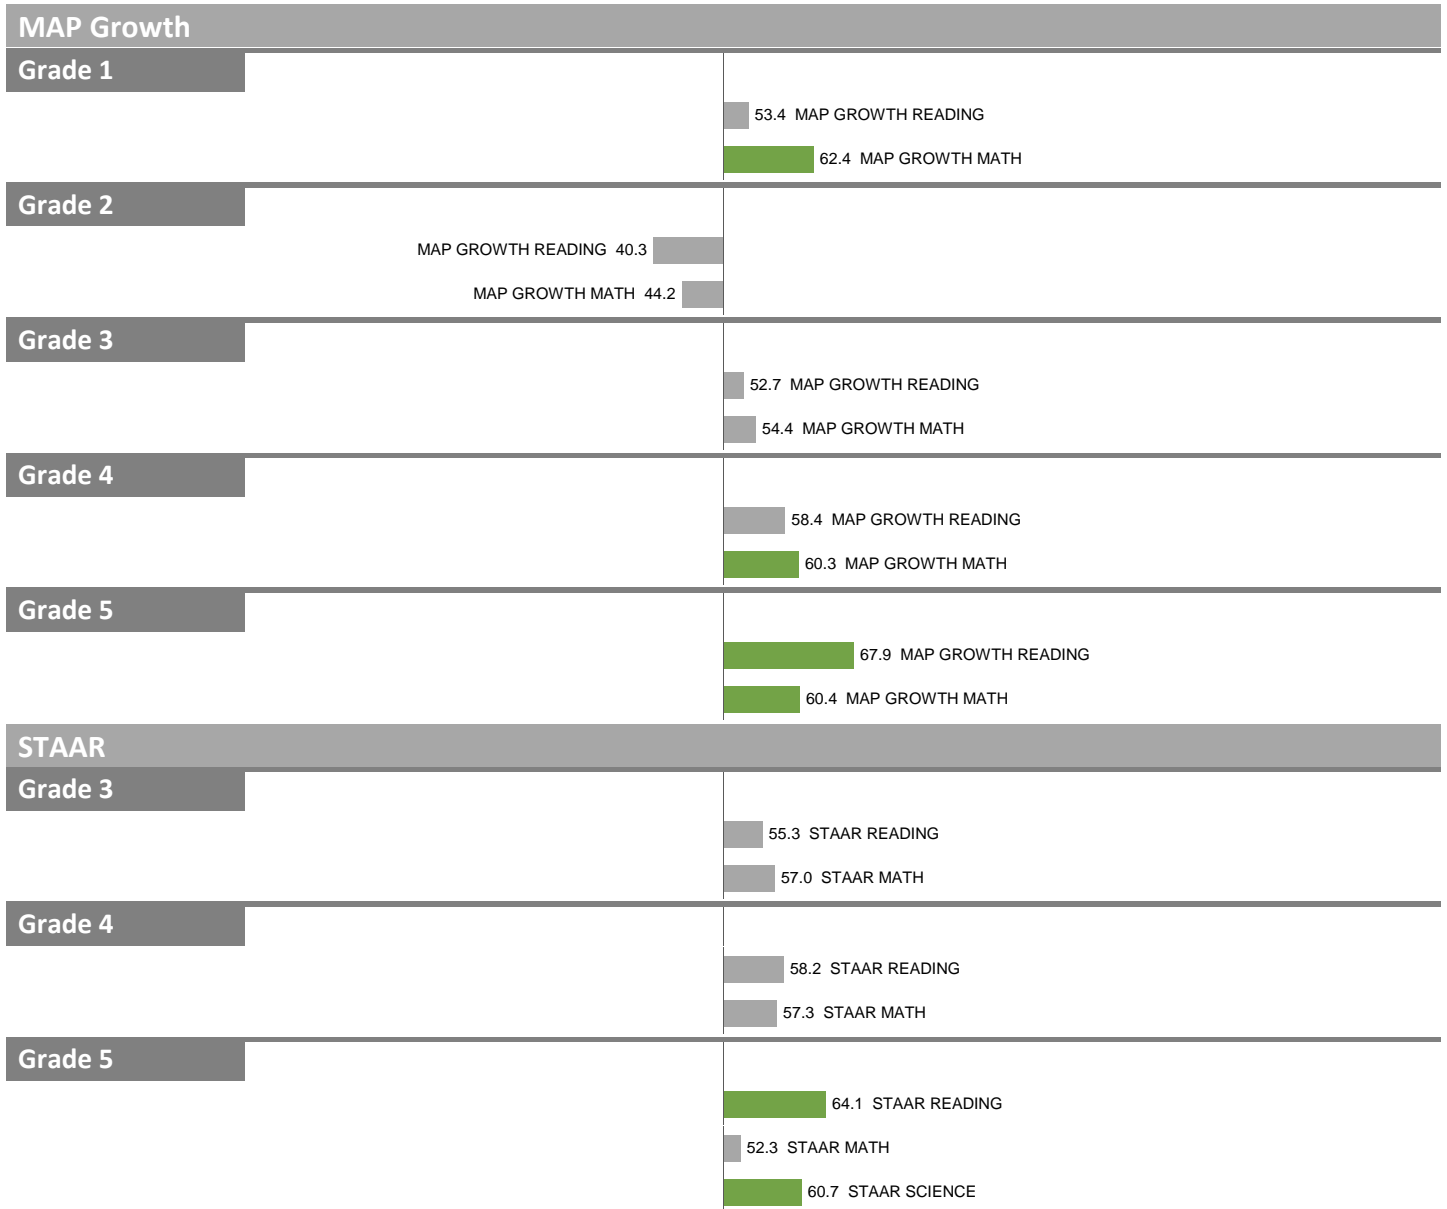 MAP Growth
Grade 1
53.4 MAP GROWTH READING
62.4 MAP GROWTH MATH
Grade 2
MAP GROWTH READING 40.3
MAP GROWTH MATH 44.2
Grade 3
52.7 MAP GROWTH READING
54.4 MAP GROWTH MATH
Grade 4
58.4 MAP GROWTH READING
60.3 MAP GROWTH MATH
Grade 5
67.9 MAP GROWTH READING
60.4 MAP GROWTH MATH
STAAR
Grade 3
55.3 STAAR READING
57.0 STAAR MATH
Grade 4
58.2 STAAR READING
57.3 STAAR MATH
Grade 5
64.1 STAAR READING
52.3 STAAR MATH
60.7 STAAR SCIENCE